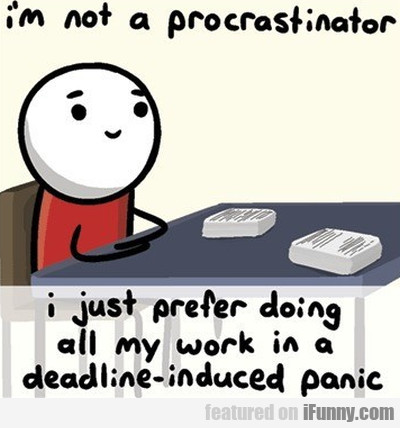 i'm not a procrastinator
i just prefer doing
all my work in a
deadline-induced panic
featured on iFunny.com